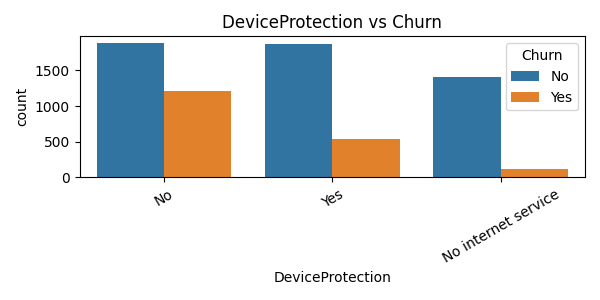 DeviceProtection vs Churn
Churn
No
Yes
count
1500
1000
500
0
No
Yes
No internet service
DeviceProtection